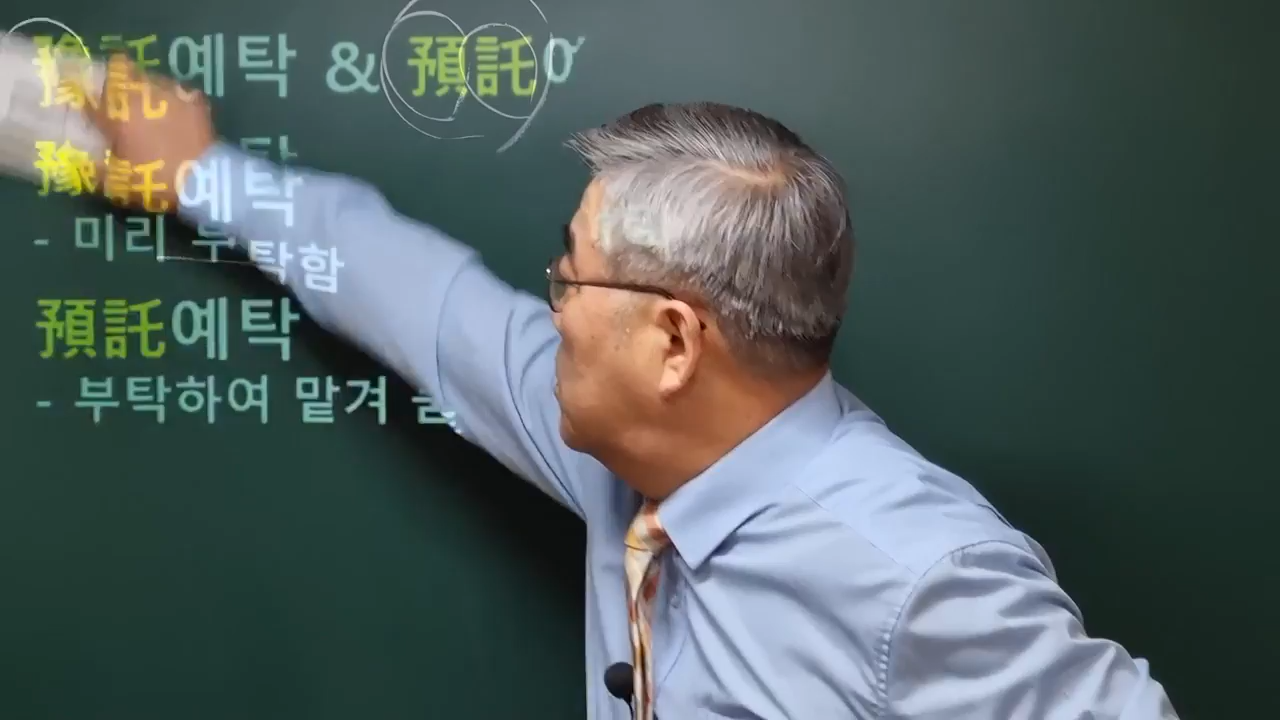 豫託예탁 & 預託
豫託예탁
- 미리 부탁함
預託예탁
- 부탁하여 맡겨